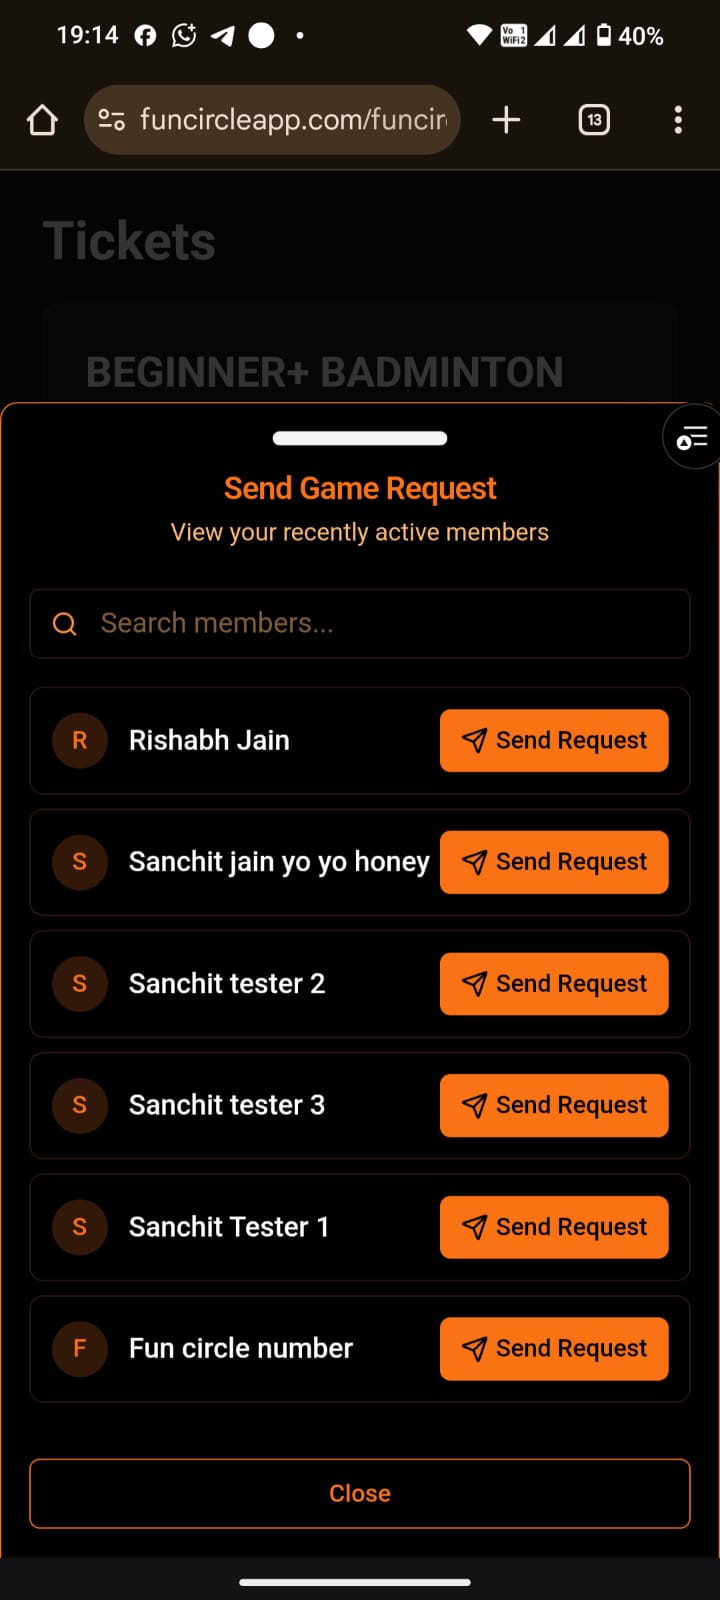 19:14
Vo 1
WiFi2
40%
funcircleapp.com/funcir
13
Tickets
BEGINNER+ BADMINTON
Send Game Request
View your recently active members
Search members...
R Rishabh Jain Send Request
S Sanchit jain yo yo honey Send Request
S Sanchit tester 2 Send Request
S Sanchit tester 3 Send Request
S Sanchit Tester 1 Send Request
F Fun circle number Send Request
Close